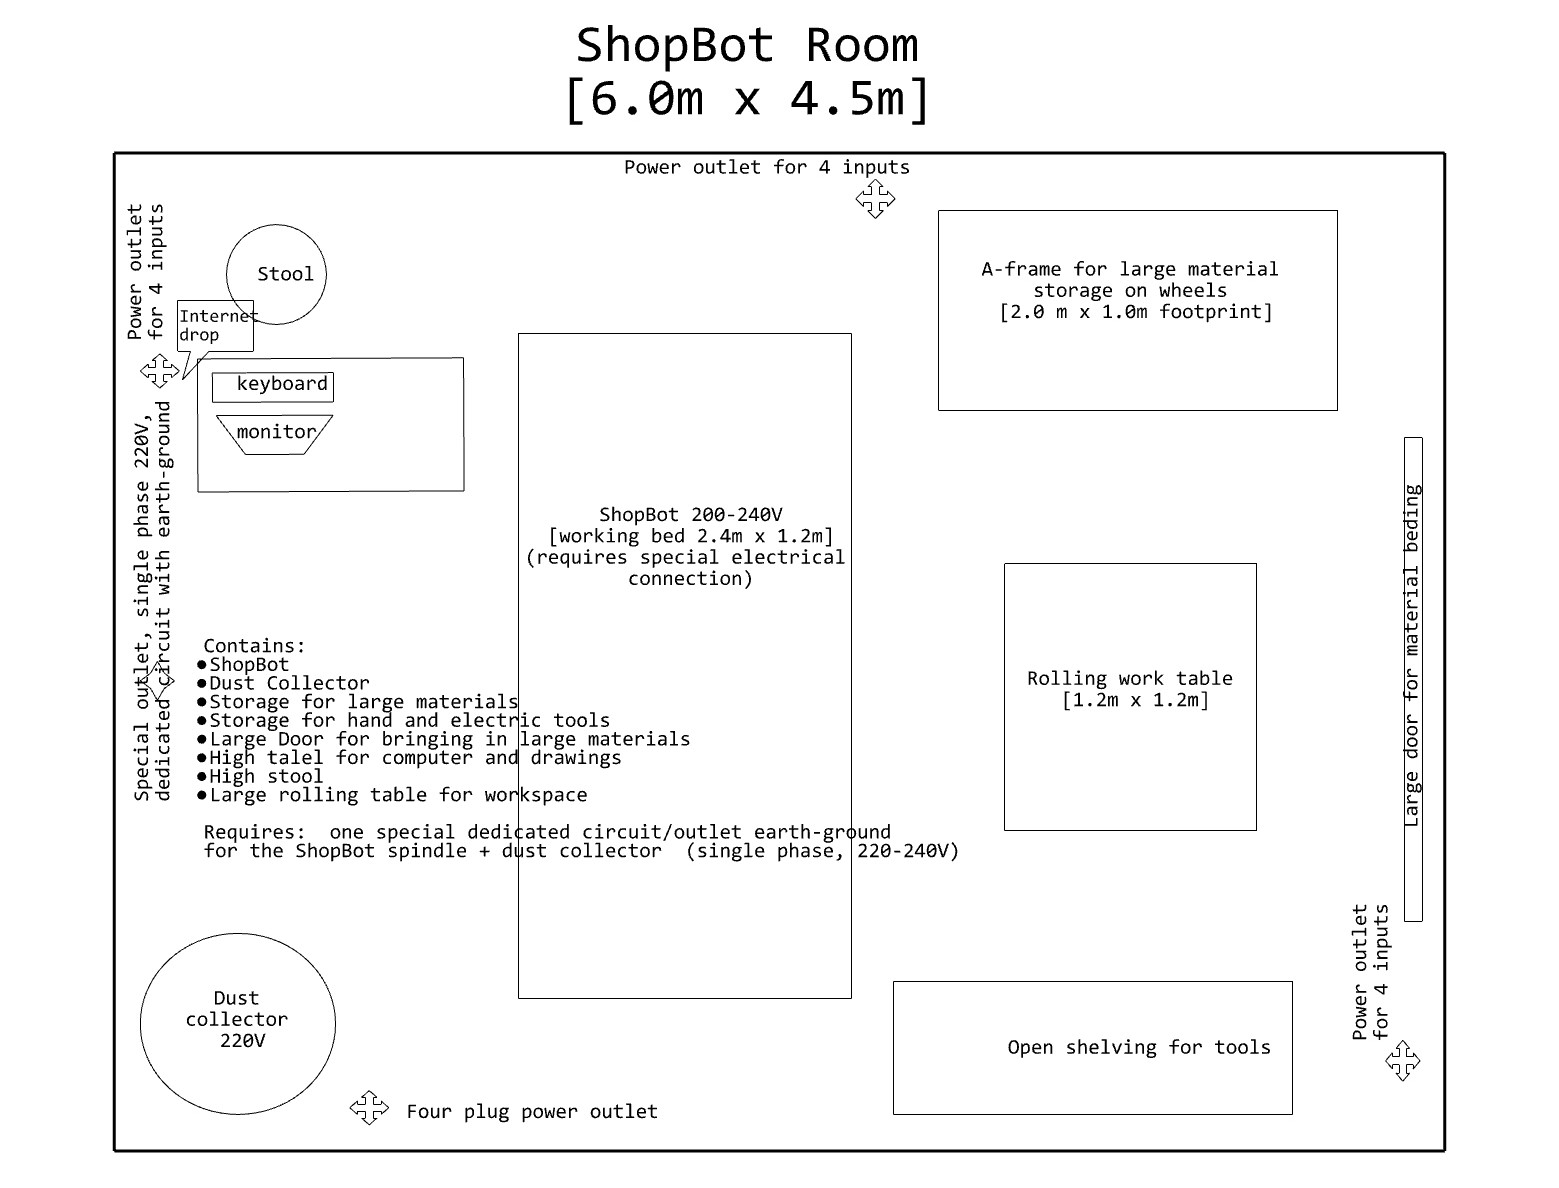 ShopBot Room
[6.0m x 4.5m]
Power outlet for 4 inputs
Power outlet
for 4 inputs
Stool
Internet
drop
keyboard
monitor
A-frame for large material
storage on wheels
[2.0 m x 1.0m footprint]
Special outlet, single phase 220V,
dedicated circuit with earth-ground
ShopBot 200-240V
[working bed 2.4m x 1.2m]
(requires special electrical
connection)
Large door for material beding
Rolling work table
[1.2m x 1.2m]
Contains:
●ShopBot
●Dust Collector
●Storage for large materials
●Storage for hand and electric tools
●Large Door for bringing in large materials
●High talel for computer and drawings
●High stool
●Large rolling table for workspace
Requires:  one special dedicated circuit/outlet earth-ground
for the ShopBot spindle + dust collector  (single phase, 220-240V)
Power outlet
for 4 inputs
Dust
collector
220V
Open shelving for tools
Four plug power outlet